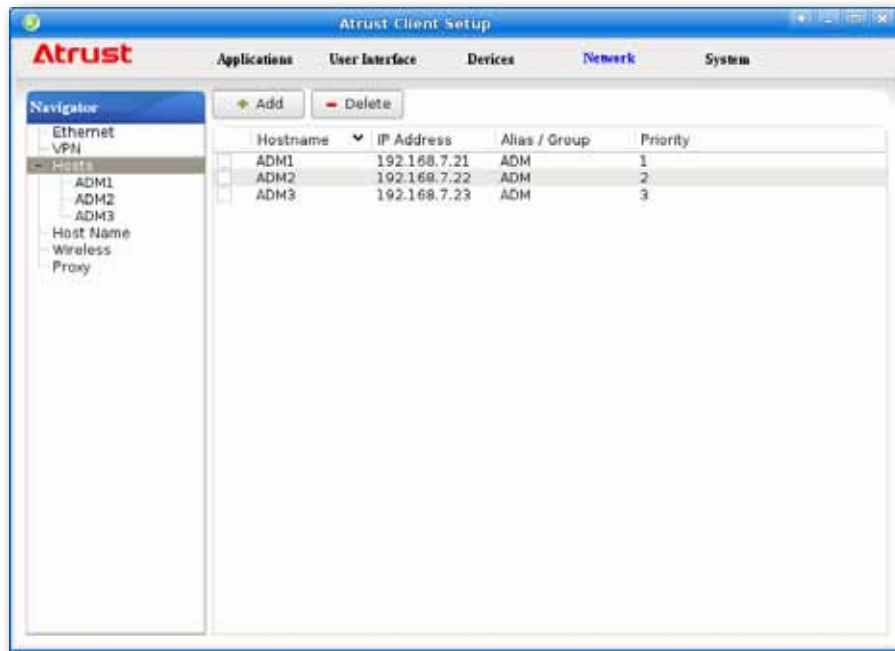 Atrust Client Setup
Atrust
Applications User Interface Devices Network System
Navigator
Ethernet
VPN
Hosts
ADM1
ADM2
ADM3
Host Name
Wireless
Proxy
Add Delete
Hostname IP Address Alias / Group Priority
ADM1 192.168.7.21 ADM 1
ADM2 192.168.7.22 ADM 2
ADM3 192.168.7.23 ADM 3